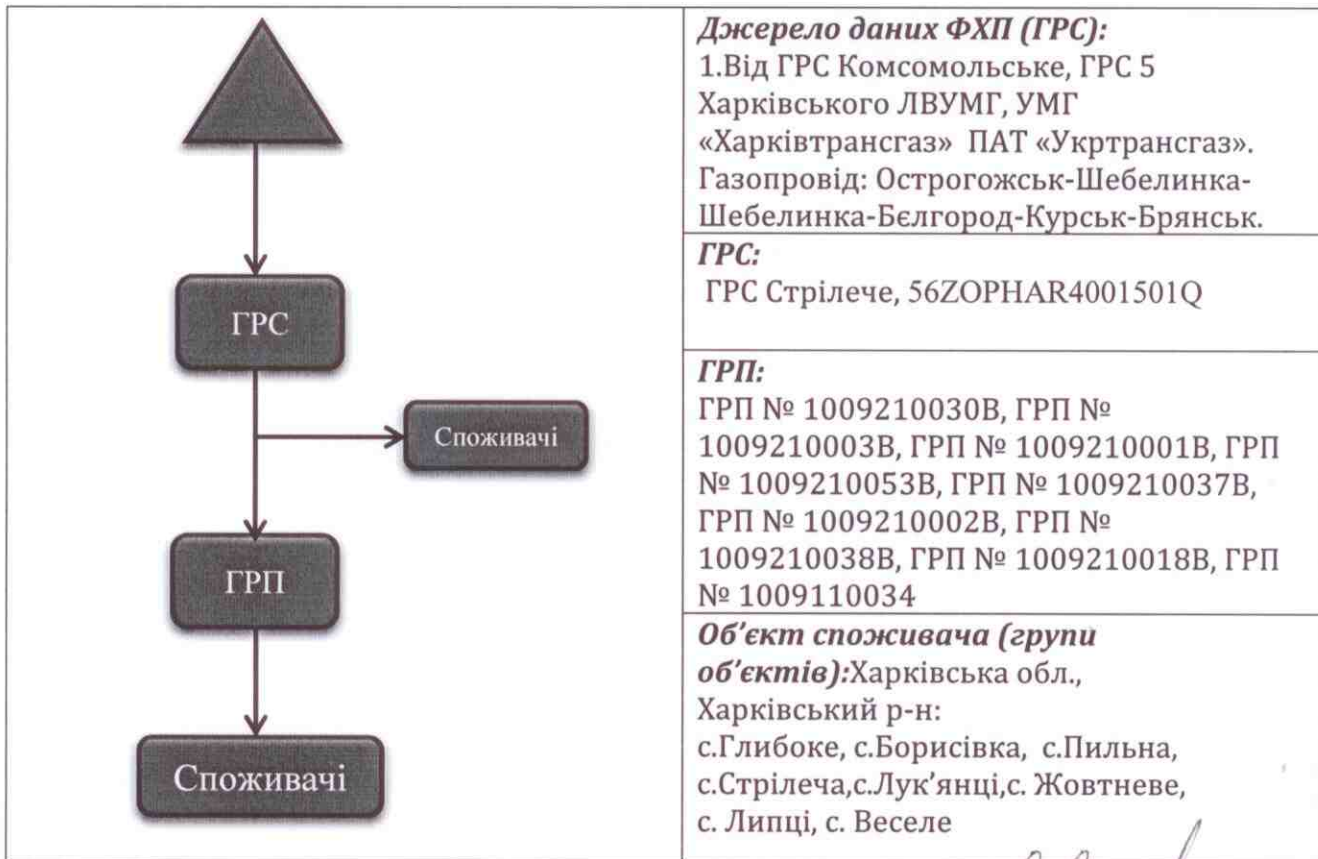 ГРС
Споживачі
ГРП
Споживачі
Джерело даних ФХП (ГРС):
1.Від ГРС Комсомольське, ГРС 5
Харківського ЛВУМГ, УМГ
«Харківтрансгаз» ПАТ «Укртрансгаз».
Газопровід: Острогожськ-Шебелинка-
Шебелинка-Бєлгород-Курськ-Брянськ.
ГРС:
ГРС Стрілече, 56ZOPHAR4001501Q
ГРП:
ГРП № 1009210030В, ГРП №
1009210003В, ГРП № 1009210001В, ГРП
№ 1009210053В, ГРП № 1009210037В,
ГРП № 1009210002В, ГРП №
1009210038В, ГРП № 1009210018В, ГРП
№ 1009110034
Об’єкт споживача (групи
об’єктів):Харківська обл.,
Харківський р-н:
с.Глибоке, с.Борисівка, с.Пильна,
с.Стрілеча,с.Лук’янці,с. Жовтневе,
с. Липці, с. Веселе